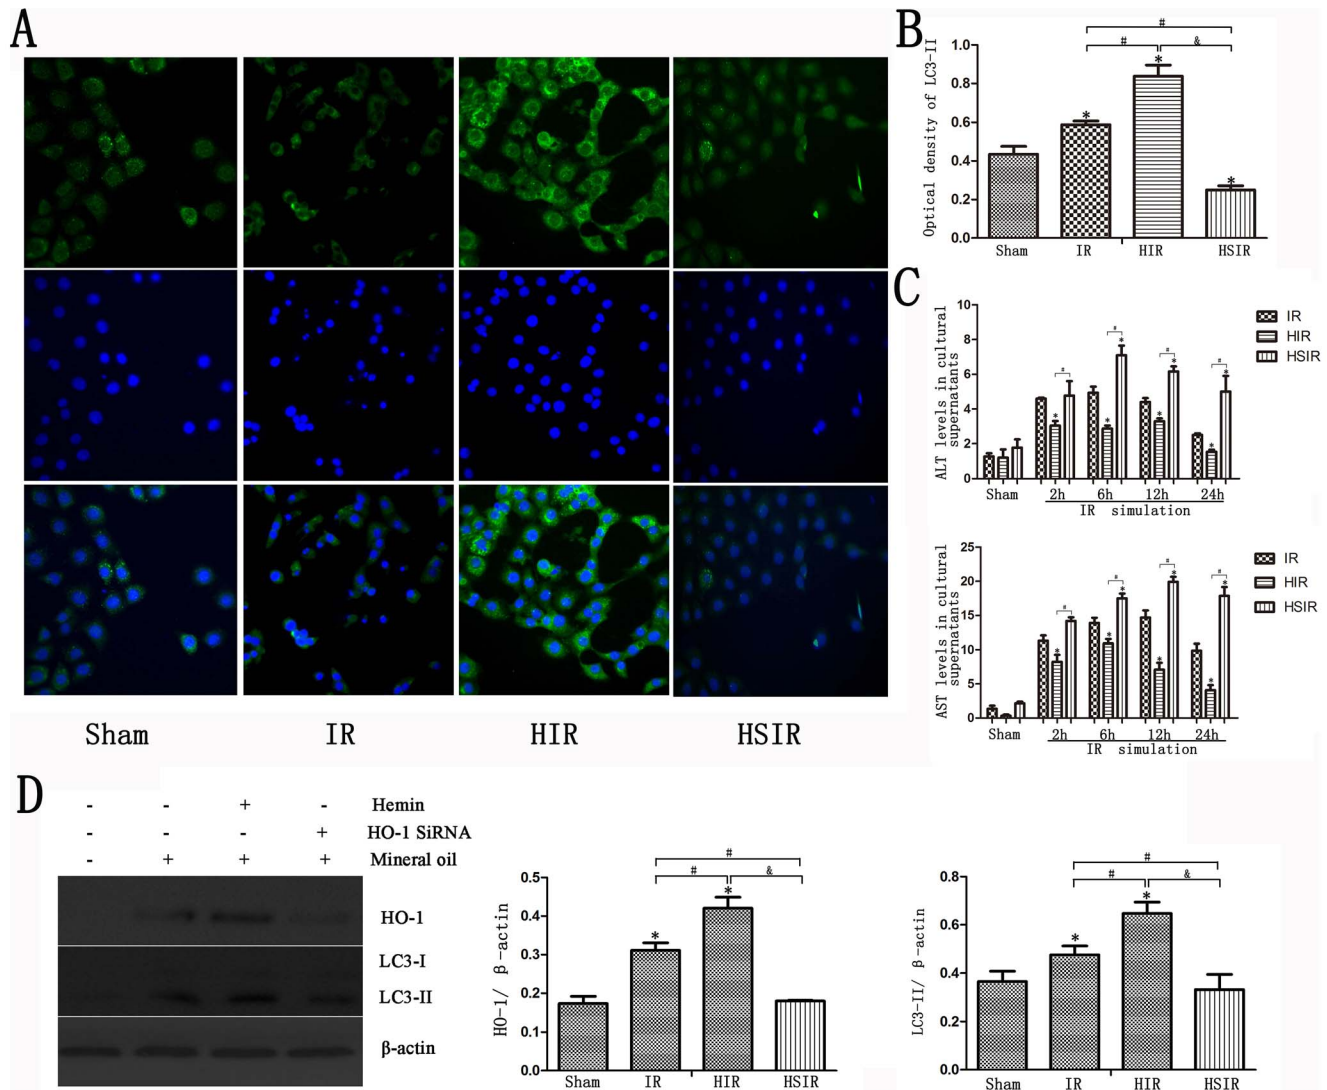 A
Sham IR HIR HSIR
B
# 
# &
Optical density of LC3-II
1.0
0.8
0.6
0.4
0.2
0.0
* * *
Sham IR HIR HSIR
C
ALT levels in cultural
supernatants
10
8
6
4
2
0
# # # #
* * * * * * *
Sham 2h 6h 12h 24h
IR simulation
IR
HIR
HSIR
AST levels in cultural
supernatants
25
20
15
10
5
0
# # # #
* * * * * * *
Sham 2h 6h 12h 24h
IR simulation
IR
HIR
HSIR
D
- - + - Hemin
- - - + HO-1 SiRNA
- + + + Mineral oil
HO-1
LC3-I
LC3-II
β-actin
#
# &
HO-1/ β-actin
0.5
0.4
0.3
0.2
0.1
0.0
* *
Sham IR HIR HSIR
#
# &
LC3-II/ β-actin
0.8
0.6
0.4
0.2
0.0
* *
Sham IR HIR HSIR